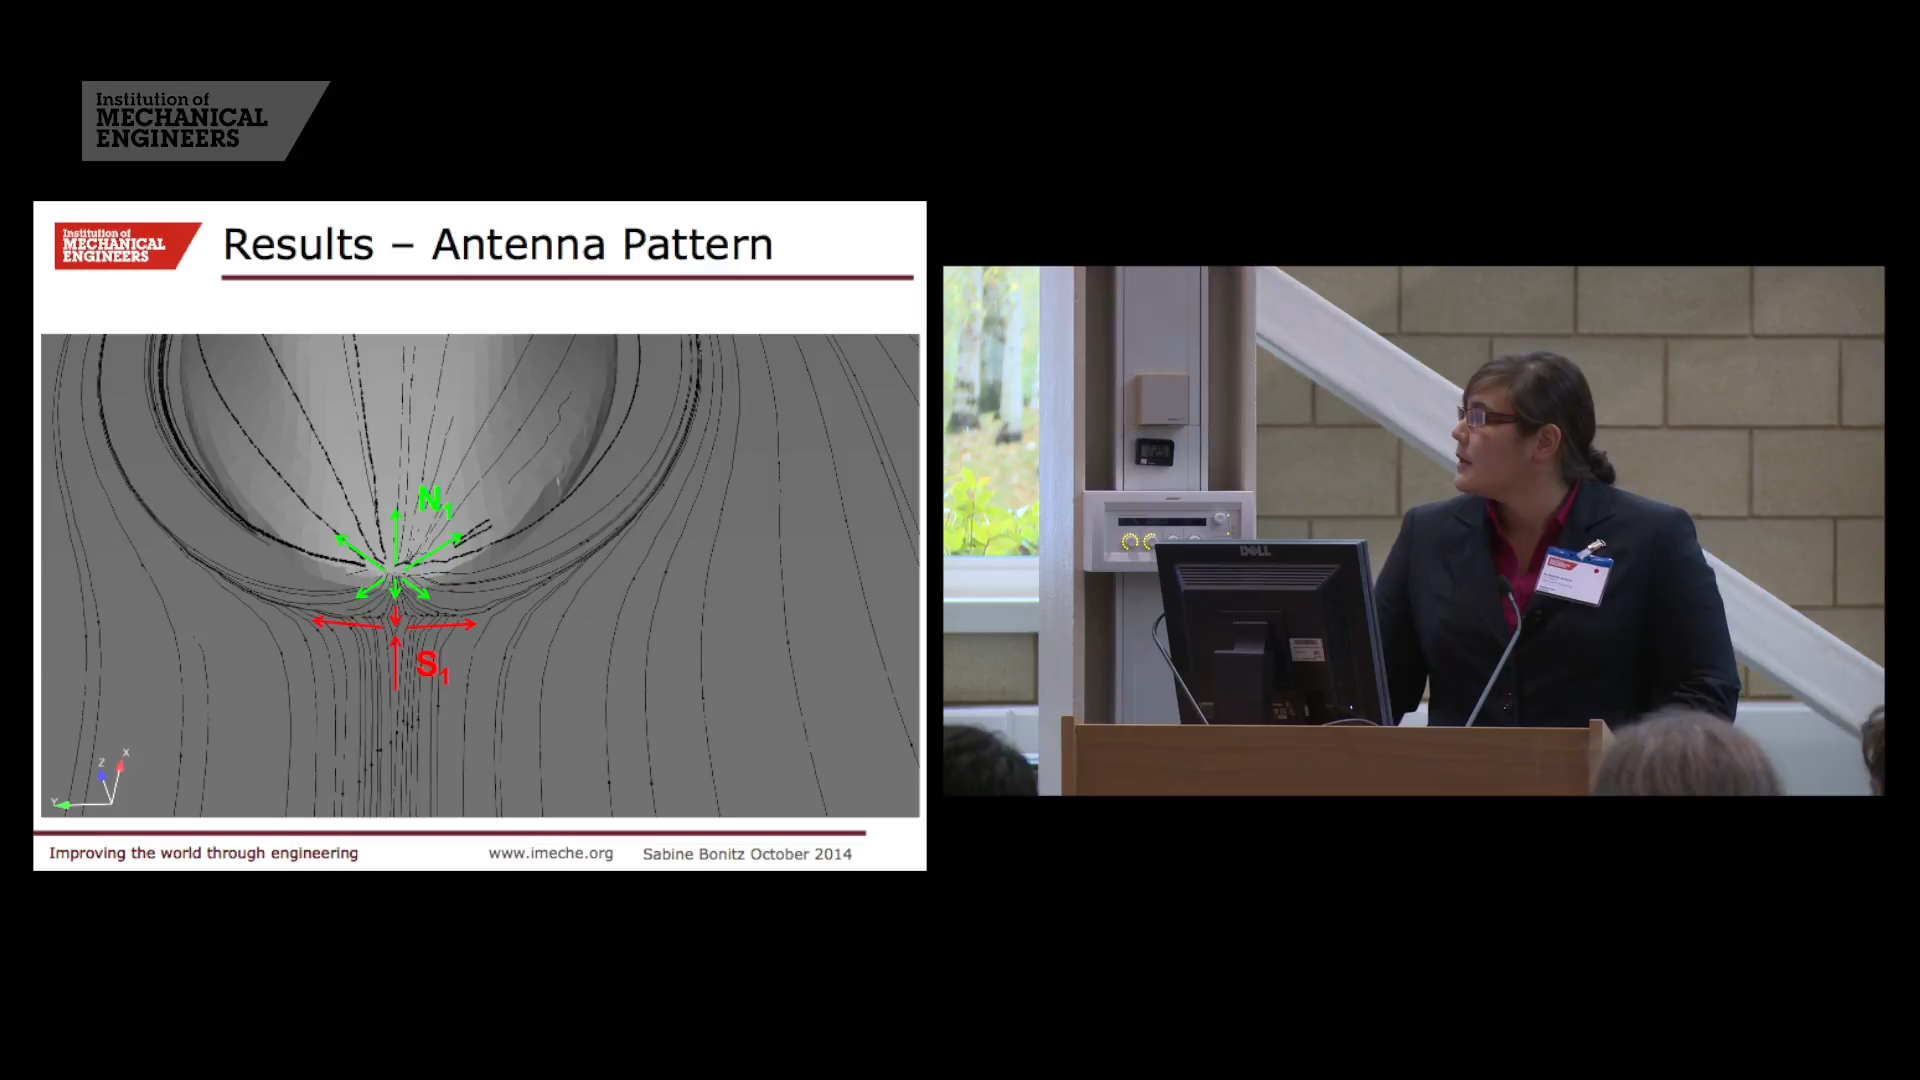 Institution of
MECHANICAL
ENGINEERS
Institution of
MECHANICAL
ENGINEERS
Results – Antenna Pattern
N1
S1
Z
X
Y
Improving the world through engineering
www.imeche.org
Sabine Bonitz October 2014
DELL